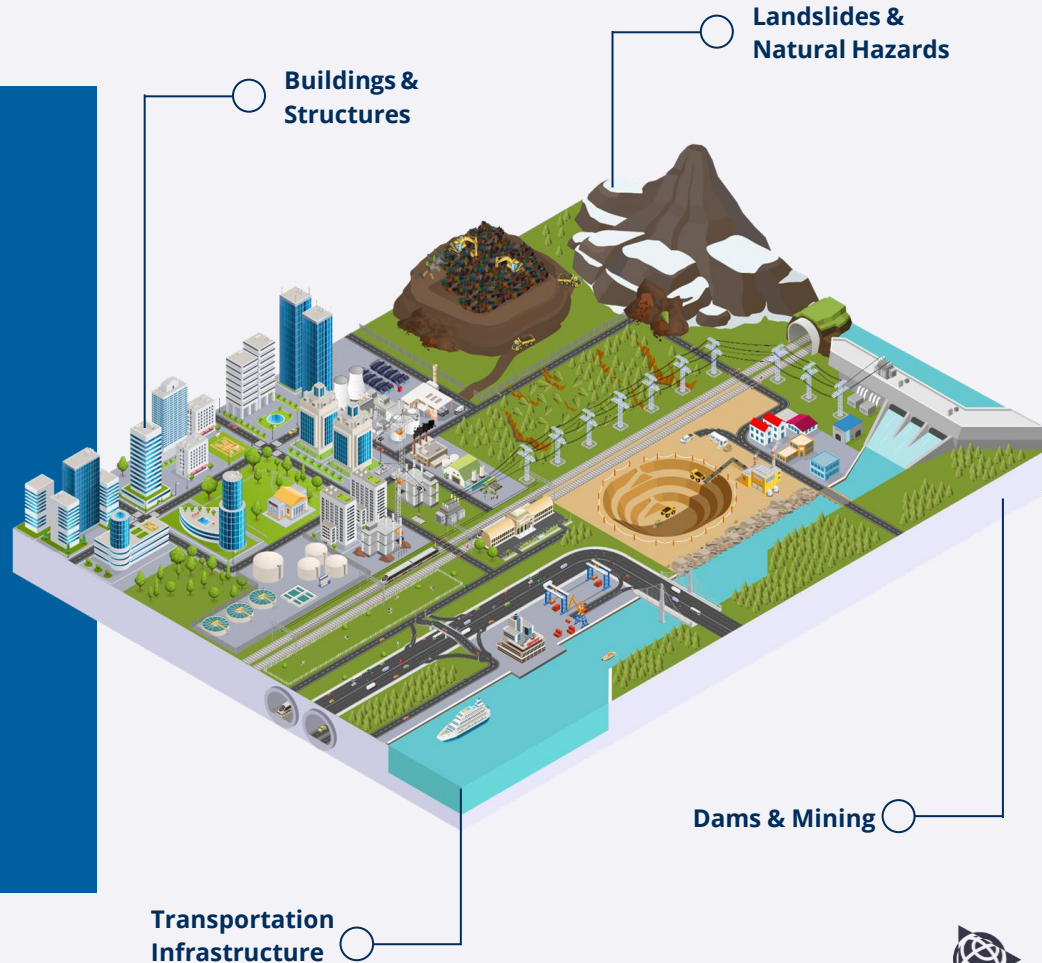 Landslides &
Natural Hazards
Buildings &
Structures
Dams & Mining
Transportation
Infrastructure